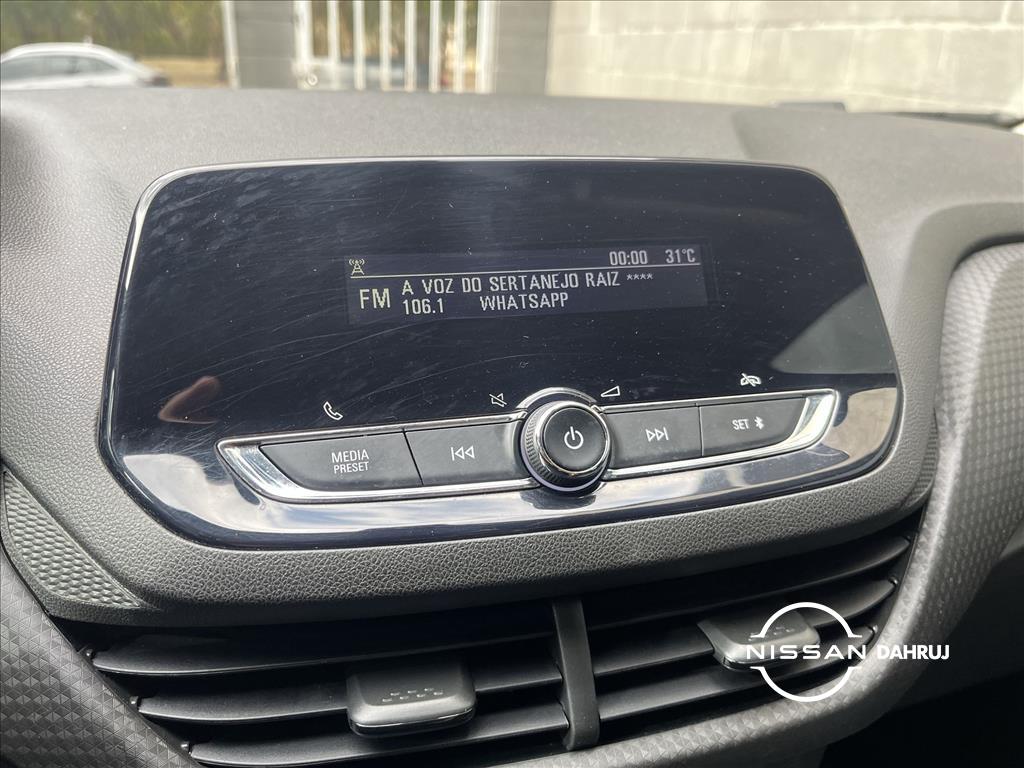 00:00 31°C
A VOZ DO SERTANEJO RAIZ ****
FM 106.1 WHATSAPP
MEDIA
PRESET
SET
NISSAN DAHRUJ